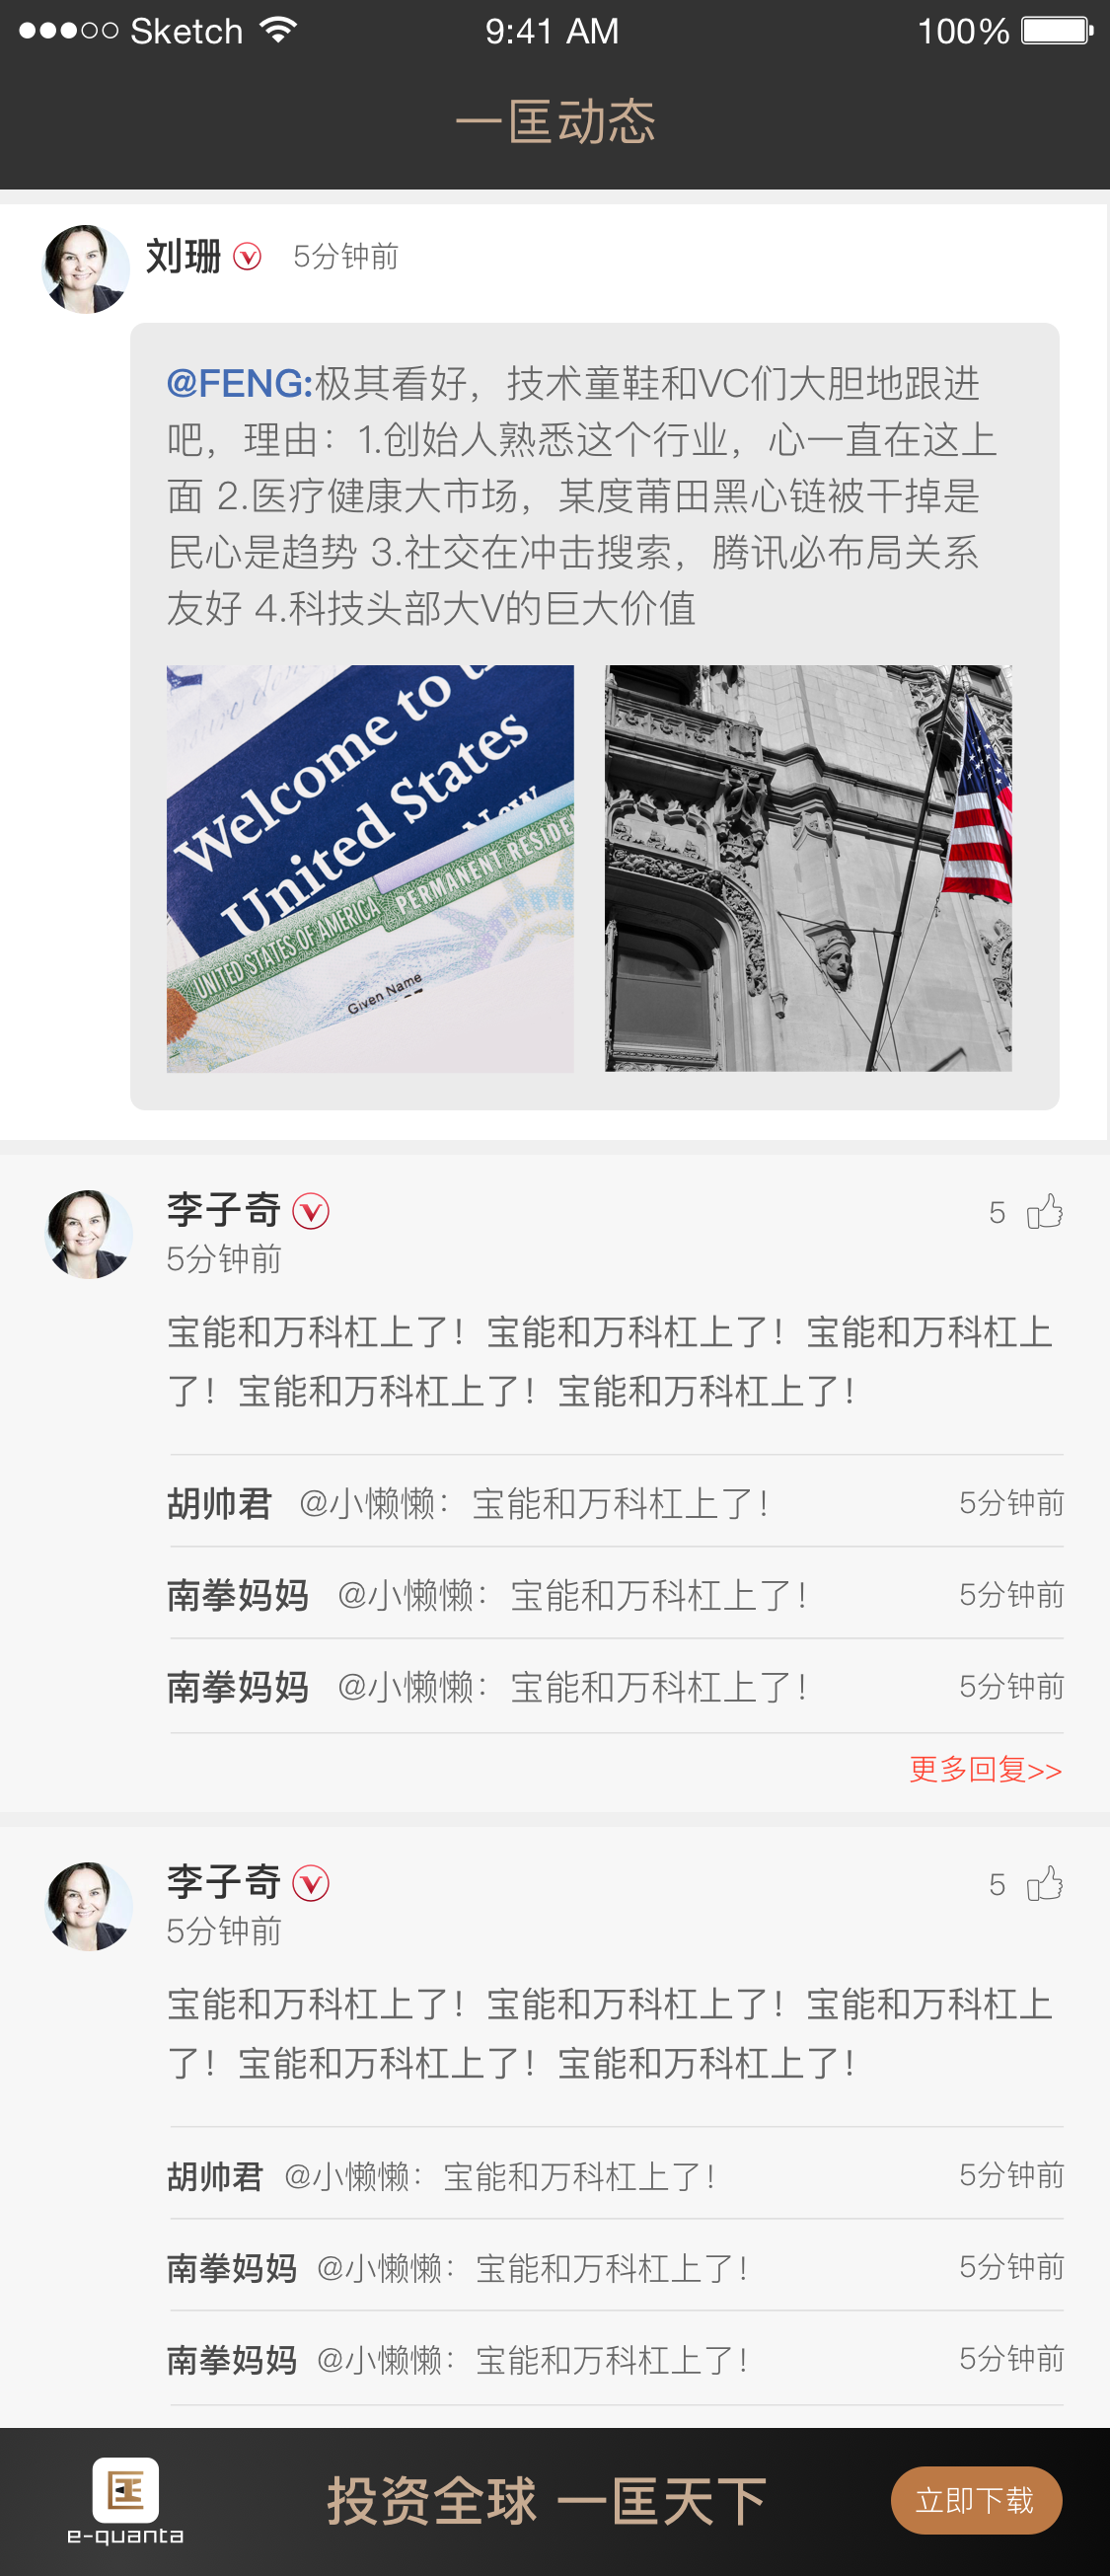 Sketch 9:41 AM 100%
一匡动态
刘珊 5分钟前
@FENG:极其看好，技术童鞋和VC们大胆地跟进
吧，理由：1.创始人熟悉这个行业，心一直在这上
面 2.医疗健康大市场，某度莆田黑心链被干掉是
民心是趋势 3.社交在冲击搜索，腾讯必布局关系
友好 4.科技头部大V的巨大价值
Welcome to
United States
New
UNITED STATES OF AMERICA PERMANENT RESIDE
Given Name
李子奇 5
5分钟前
宝能和万科杠上了！宝能和万科杠上了！宝能和万科杠上
了！宝能和万科杠上了！宝能和万科杠上了！
胡帅君 @小懒懒：宝能和万科杠上了！ 5分钟前
南拳妈妈 @小懒懒：宝能和万科杠上了！ 5分钟前
南拳妈妈 @小懒懒：宝能和万科杠上了！ 5分钟前
更多回复>>
李子奇 5
5分钟前
宝能和万科杠上了！宝能和万科杠上了！宝能和万科杠上
了！宝能和万科杠上了！宝能和万科杠上了！
胡帅君 @小懒懒：宝能和万科杠上了！ 5分钟前
南拳妈妈 @小懒懒：宝能和万科杠上了！ 5分钟前
南拳妈妈 @小懒懒：宝能和万科杠上了！ 5分钟前
e-quanta
投资全球 一匡天下
立即下载